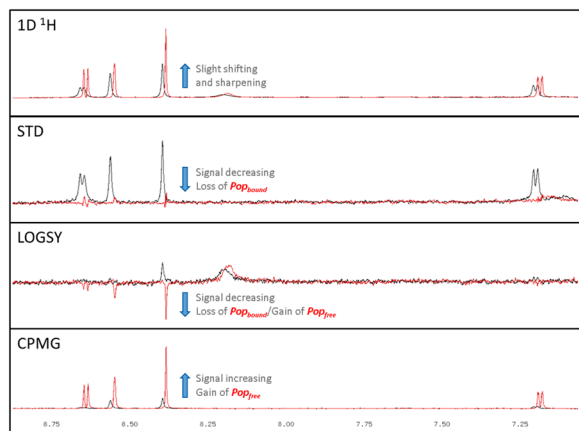 1D ¹H
Slight shifting
and sharpening
STD
Signal decreasing
Loss of Pop_bound
LOGSY
Signal decreasing
Loss of Pop_bound/Gain of Pop_free
CPMG
Signal increasing
Gain of Pop_free
8.75 8.50 8.25 8.00 7.75 7.50 7.25